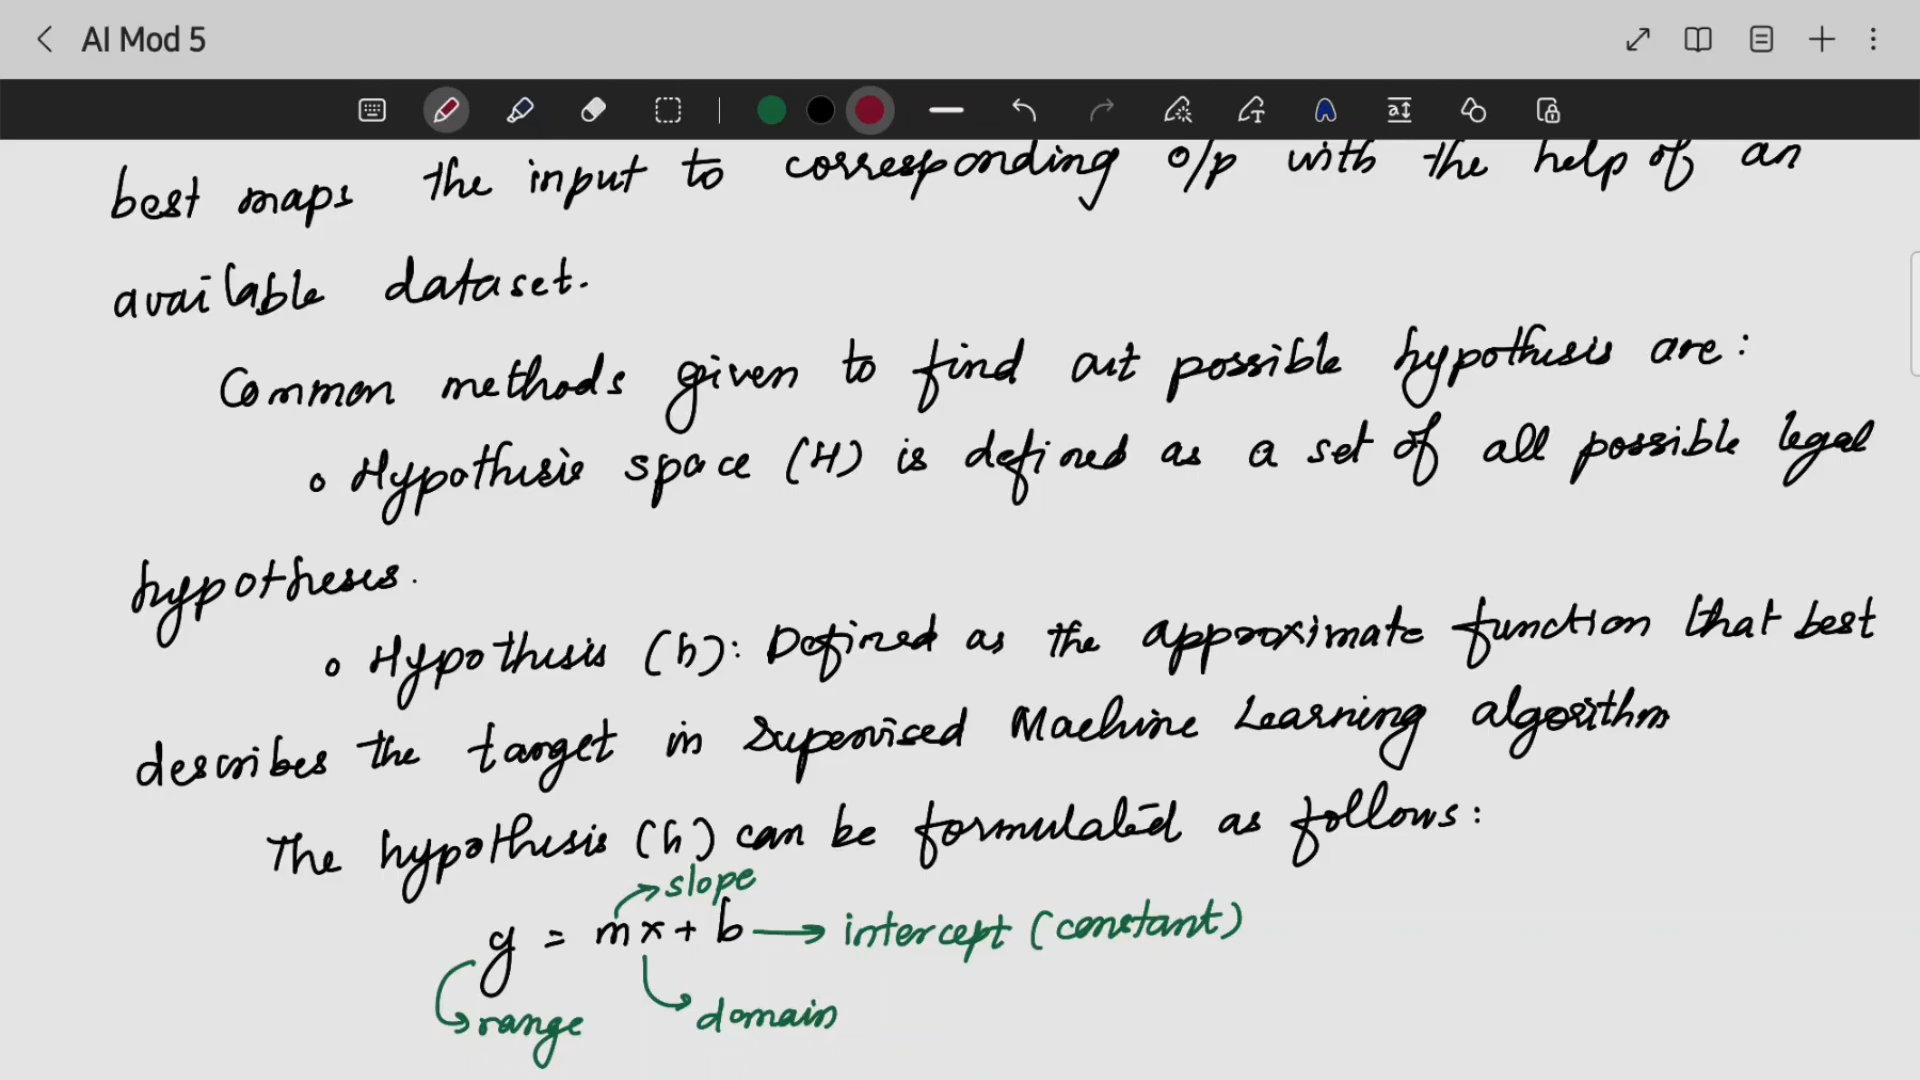 AI Mod 5
best maps the input to corresponding o/p with the help of an
available dataset.
Common methods given to find out possible hypothesis are:
o Hypothesis space (H) is defined as a set of all possible legal
hypotheses.
o Hypothesis (h): Defined as the approximate function that best
describes the target in Supervised Machine Learning algorithm
The hypothesis (h) can be formulated as follows:
slope
y = mx + b → intercept (constant)
range domain